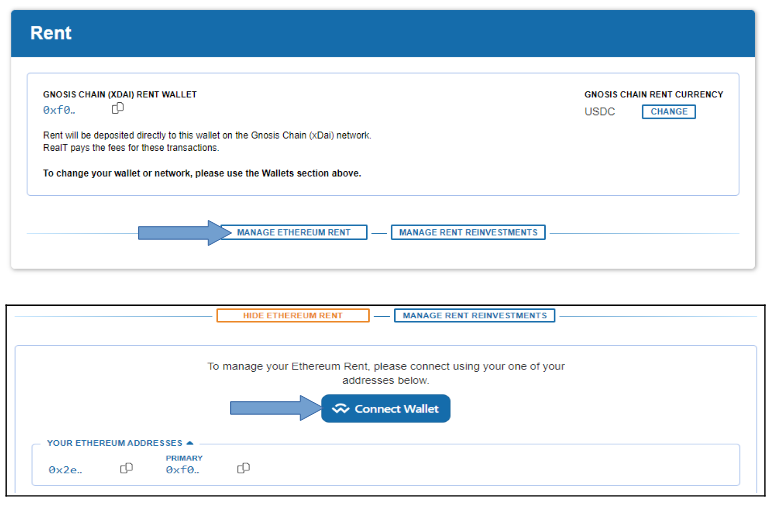 Rent
GNOSIS CHAIN (XDAI) RENT WALLET
GNOSIS CHAIN RENT CURRENCY
0xf0..
USDC
CHANGE
Rent will be deposited directly to this wallet on the Gnosis Chain (xDai) network.
RealT pays the fees for these transactions.
To change your wallet or network, please use the Wallets section above.
MANAGE ETHEREUM RENT
MANAGE RENT REINVESTMENTS
HIDE ETHEREUM RENT
MANAGE RENT REINVESTMENTS
To manage your Ethereum Rent, please connect using your one of your
addresses below.
Connect Wallet
YOUR ETHEREUM ADDRESSES
PRIMARY
0x2e..
0xf0..